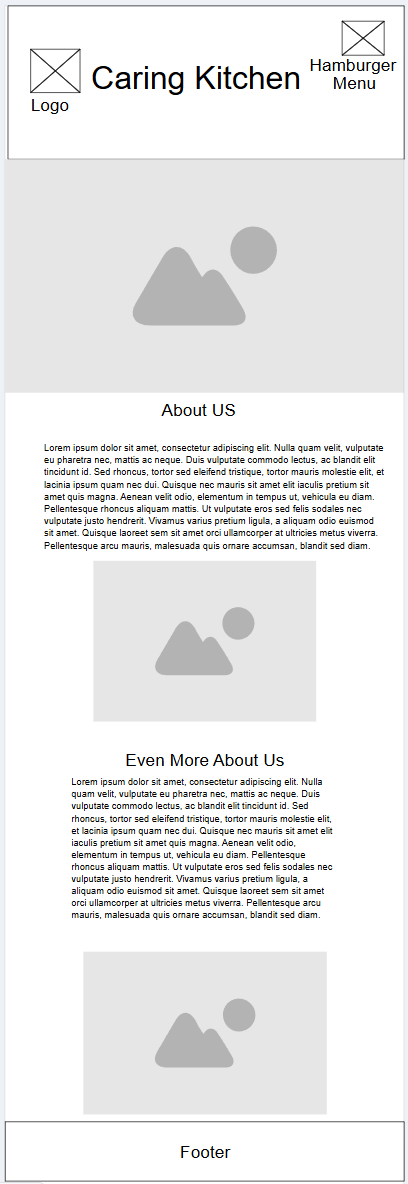 Hamburger
Menu
Logo
Caring Kitchen
About US
Lorem ipsum dolor sit amet, consectetur adipiscing elit. Nulla quam velit, vulputate
eu pharetra nec, mattis ac neque. Duis vulputate commodo lectus, ac blandit elit
tincidunt id. Sed rhoncus, tortor sed eleifend tristique, tortor mauris molestie elit, et
lacinia ipsum quam nec dui. Quisque nec mauris sit amet elit iaculis pretium sit
amet quis magna. Aenean velit odio, elementum in tempus ut, vehicula eu diam.
Pellentesque rhoncus aliquam mattis. Ut vulputate eros sed felis sodales nec
vulputate justo hendrerit. Vivamus varius pretium ligula, a aliquam odio euismod
sit amet. Quisque laoreet sem sit amet orci ullamcorper at ultricies metus viverra.
Pellentesque arcu mauris, malesuada quis ornare accumsan, blandit sed diam.
Even More About Us
Lorem ipsum dolor sit amet, consectetur adipiscing elit. Nulla
quam velit, vulputate eu pharetra nec, mattis ac neque. Duis
vulputate commodo lectus, ac blandit elit tincidunt id. Sed
rhoncus, tortor sed eleifend tristique, tortor mauris molestie elit,
et lacinia ipsum quam nec dui. Quisque nec mauris sit amet elit
iaculis pretium sit amet quis magna. Aenean velit odio,
elementum in tempus ut, vehicula eu diam. Pellentesque
rhoncus aliquam mattis. Ut vulputate eros sed felis sodales nec
vulputate justo hendrerit. Vivamus varius pretium ligula, a
aliquam odio euismod sit amet. Quisque laoreet sem sit amet
orci ullamcorper at ultricies metus viverra. Pellentesque arcu
mauris, malesuada quis ornare accumsan, blandit sed diam.
Footer